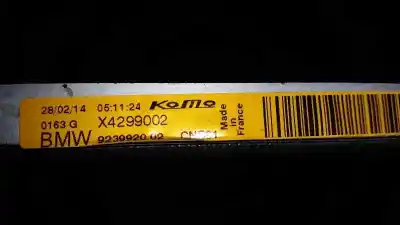 28/02/14 05:11:24 KoMo
0163 G X4299002
BMW 9239920 02
Made in France